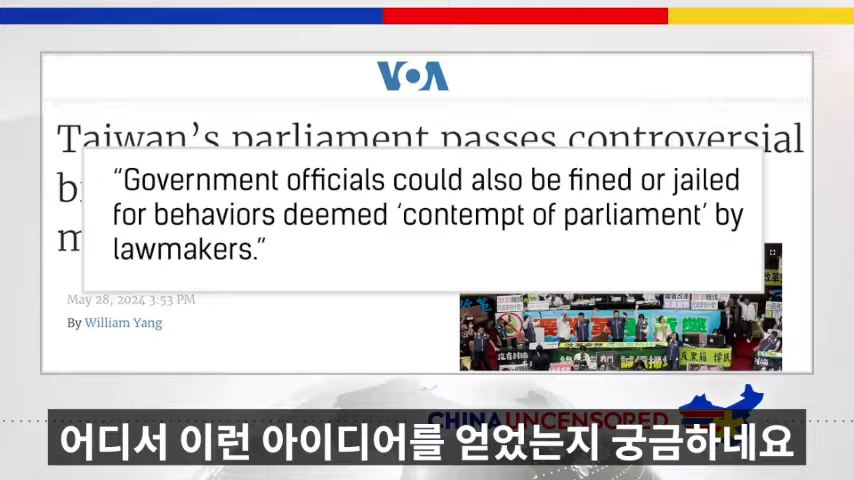 VOA
Taiwan's parliament passes controversial
"Government officials could also be fined or jailed
for behaviors deemed 'contempt of parliament' by
lawmakers."
May 28, 2024 3:53 PM
By William Yang
CHINA UNCENSORED
어디서 이런 아이디어를 얻었는지 궁금하네요